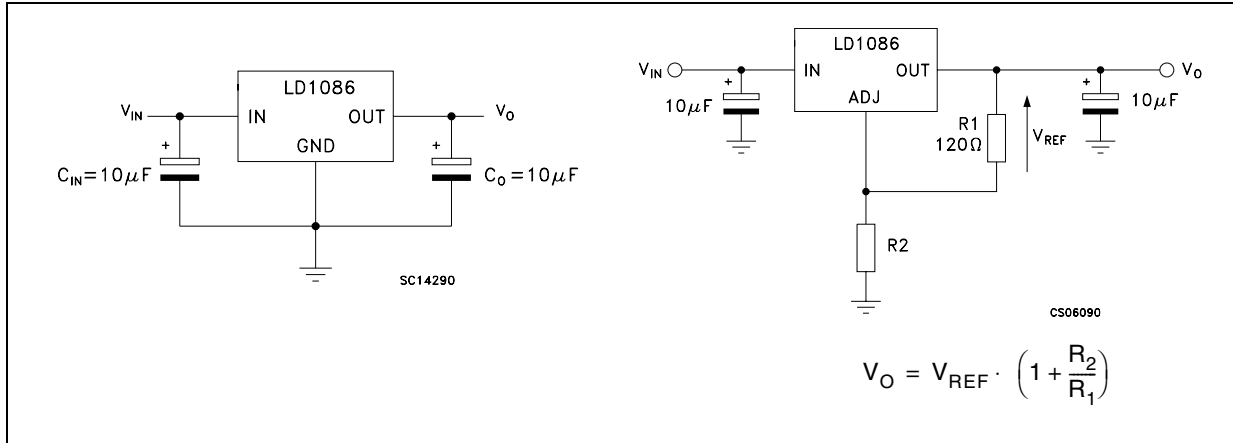 LD1086
V_IN IN OUT V_O
GND
+ +
C_IN=10μF C_O=10μF
SC14290
LD1086
V_IN IN OUT V_O
ADJ
+ +
10μF 10μF
R1
120Ω
V_REF
R2
CS06090
V_O = V_REF · (1 + R_2/R_1)